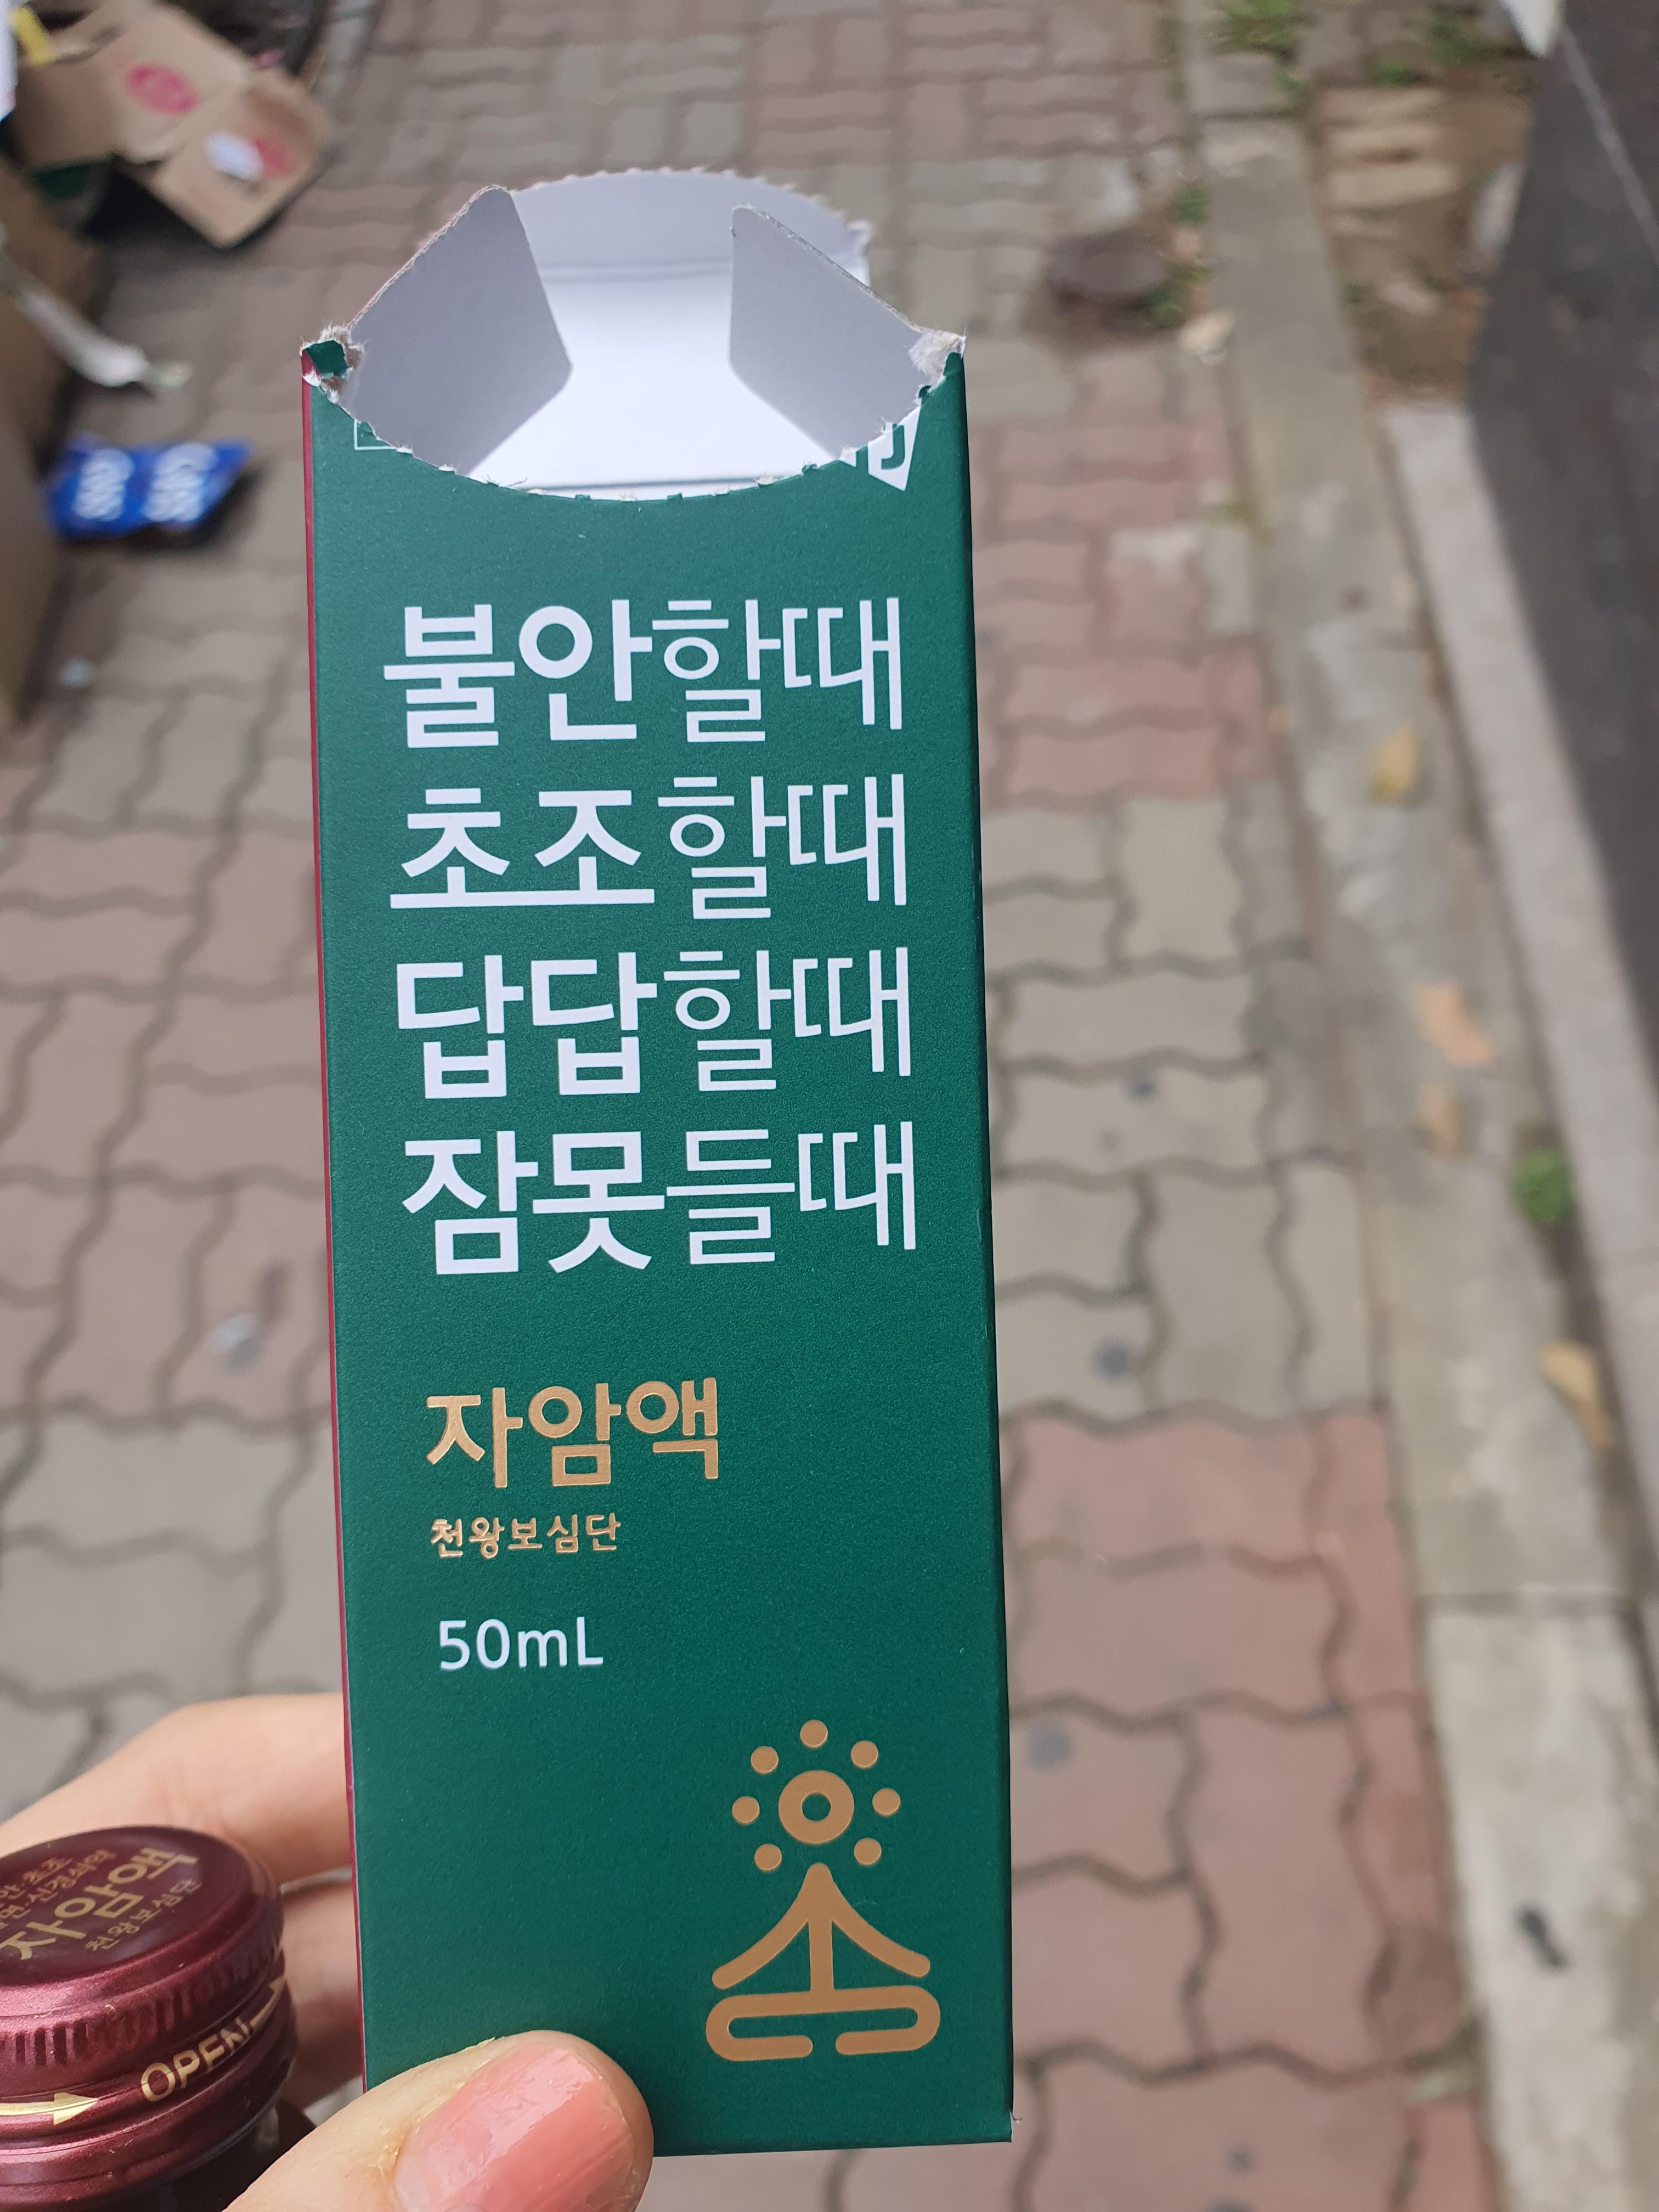 불안할때
초조할때
답답할때
잠못들때
자암액
천왕보심단
50mL
자암액
천왕보심단
OPEN